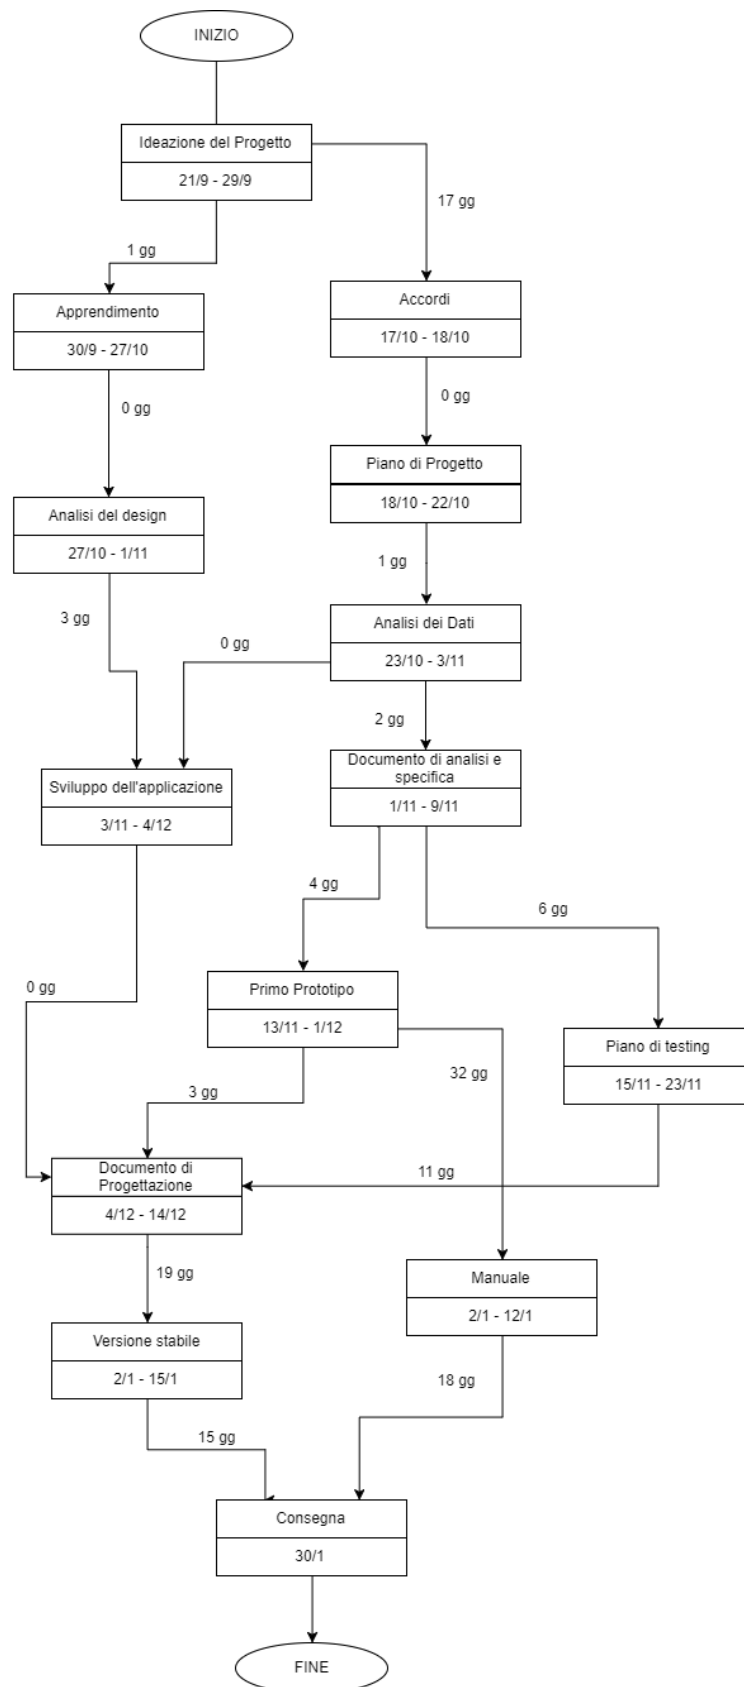 INIZIO
Ideazione del Progetto
21/9 - 29/9
17 gg
1 gg
Accordi
17/10 - 18/10
Apprendimento
30/9 - 27/10
0 gg
0 gg
Piano di Progetto
18/10 - 22/10
Analisi del design
27/10 - 1/11
1 gg
Analisi dei Dati
23/10 - 3/11
3 gg
0 gg
2 gg
Documento di analisi e
specifica
1/11 - 9/11
Sviluppo dell'applicazione
3/11 - 4/12
4 gg
6 gg
0 gg
Primo Prototipo
13/11 - 1/12
Piano di testing
15/11 - 23/11
32 gg
3 gg
Documento di
Progettazione
4/12 - 14/12
11 gg
19 gg
Manuale
2/1 - 12/1
Versione stabile
2/1 - 15/1
18 gg
15 gg
Consegna
30/1
FINE